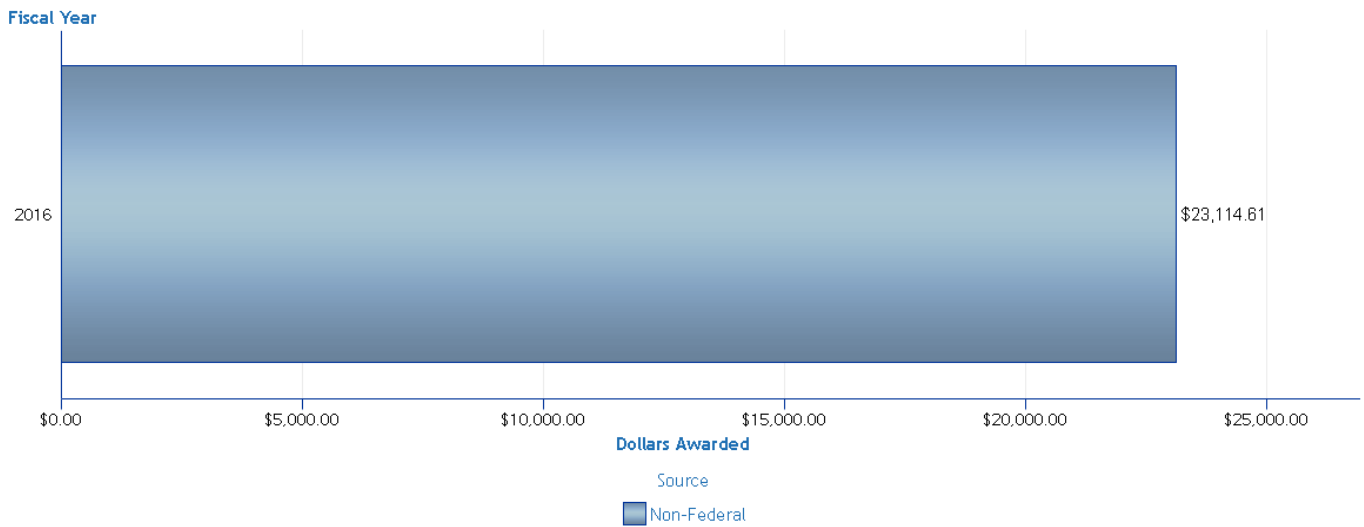 Fiscal Year
2016
$23,114.61
$0.00 $5,000.00 $10,000.00 $15,000.00 $20,000.00 $25,000.00
Dollars Awarded
Source
Non-Federal